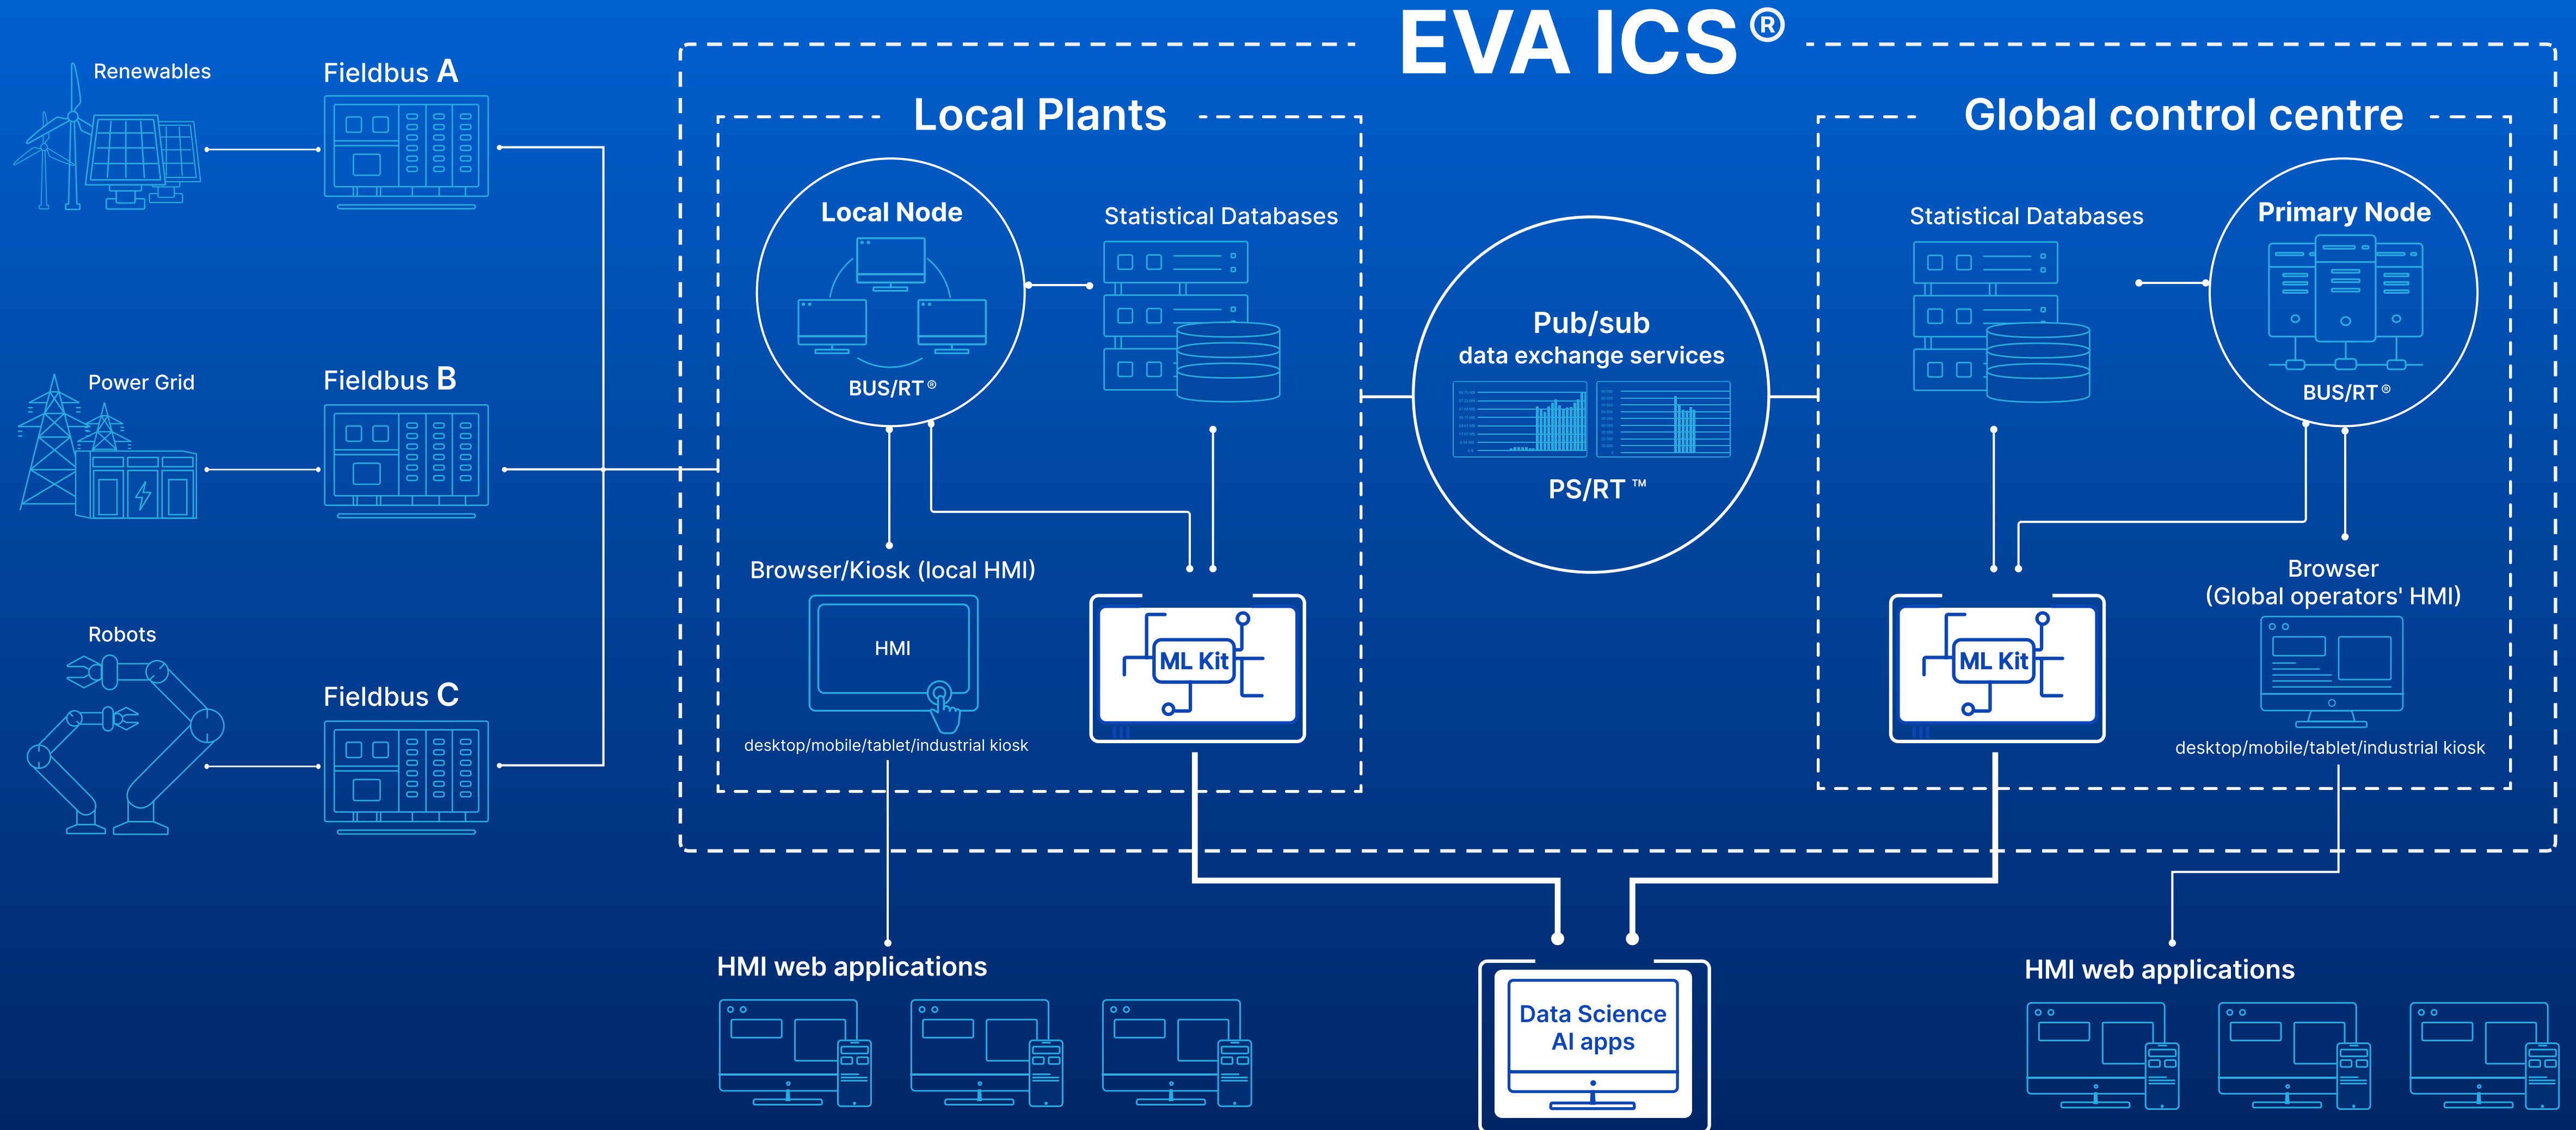 EVA ICS®
Renewables
Fieldbus A
Power Grid
Fieldbus B
Robots
Fieldbus C
Local Plants
Local Node
BUS/RT®
Statistical Databases
Browser/Kiosk (local HMI)
HMI
desktop/mobile/tablet/industrial kiosk
ML Kit
Pub/sub
data exchange services
PS/RT™
Global control centre
Statistical Databases
Primary Node
BUS/RT®
ML Kit
Browser
(Global operators' HMI)
desktop/mobile/tablet/industrial kiosk
HMI web applications
Data Science
AI apps
HMI web applications